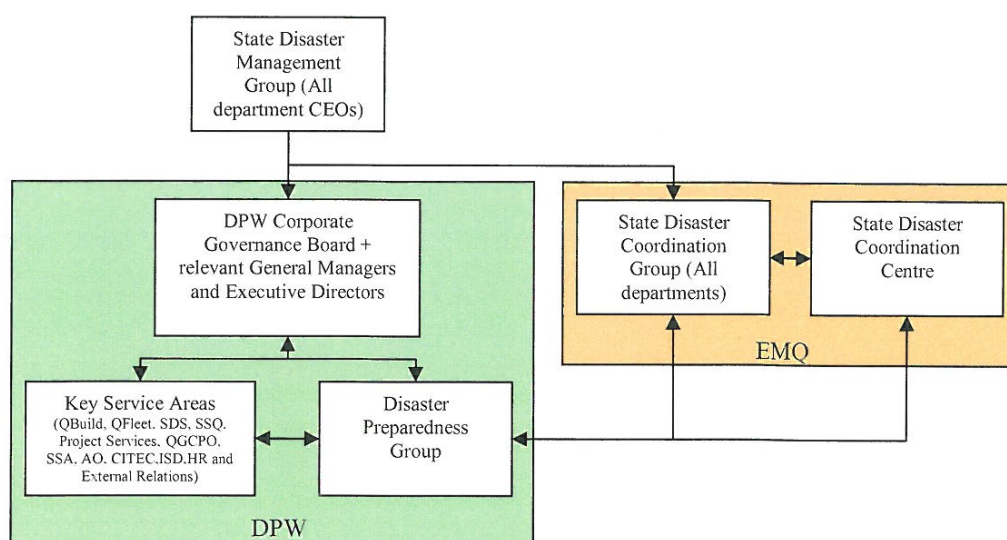 State Disaster
Management
Group (All
department CEOs)
DPW Corporate
Governance Board +
relevant General Managers
and Executive Directors
State Disaster
Coordination
Group (All
departments)
State Disaster
Coordination
Centre
EMQ
Key Service Areas
(QBuild, QFleet. SDS, SSQ.
Project Services, QGCPO,
SSA, AO, CITEC,ISD,HR and
External Relations)
Disaster
Preparedness
Group
DPW